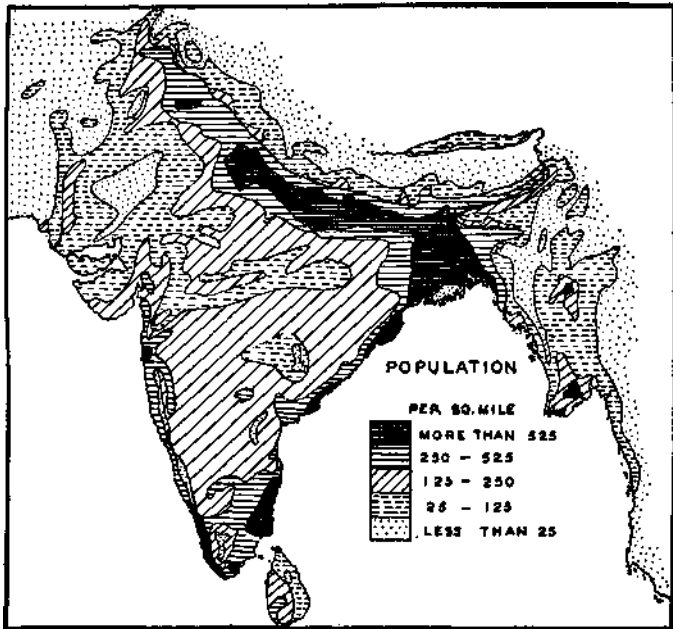 POPULATION
PER SQ. MILE
MORE THAN 525
250 - 525
125 - 250
25 - 125
LESS THAN 25